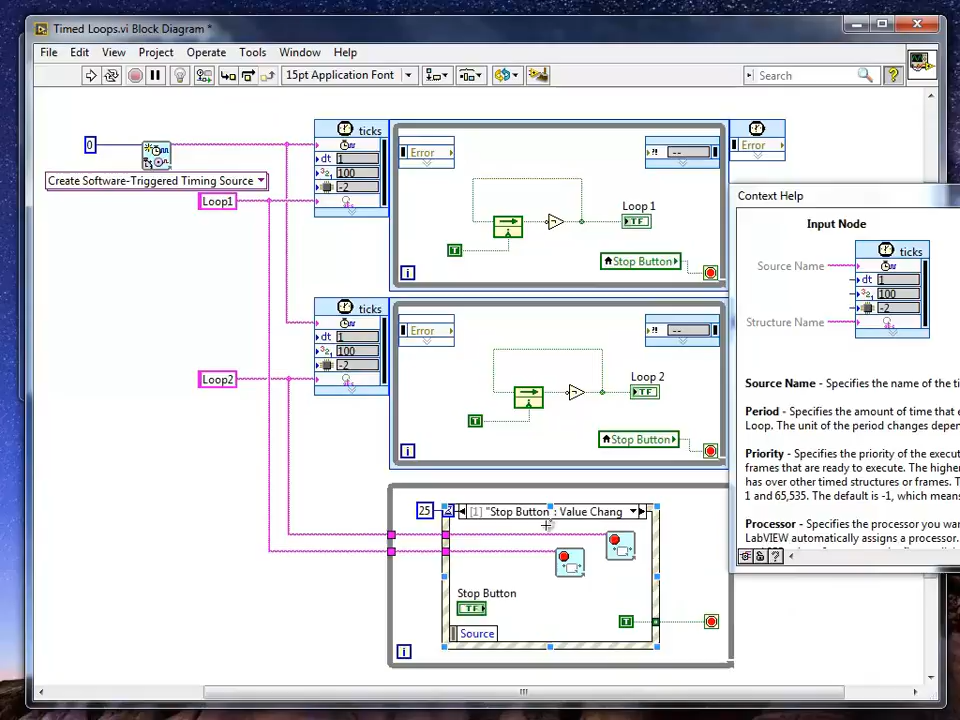 Timed Loops.vi Block Diagram *
File Edit View Project Operate Tools Window Help
15pt Application Font
Search
0
Create Software-Triggered Timing Source
Loop1
ticks
dt 1
100
-2
Error
Error
Loop 1
TF
T
Stop Button
i
Loop2
ticks
dt 1
100
-2
Error
Loop 2
TF
T
Stop Button
i
25
[1] "Stop Button : Value Chang
Stop Button
TF
T
Source
i
Context Help
Input Node
ticks
Source Name
dt 1
100
-2
Structure Name
Source Name - Specifies the name of the ti
Period - Specifies the amount of time that e
Loop. The unit of the period changes depen
Priority - Specifies the priority of the execut
frames that are ready to execute. The higher
has over other timed structures or frames. T
1 and 65,535. The default is -1, which means
Processor - Specifies the processor you wan
LabVIEW automatically assigns a processor.